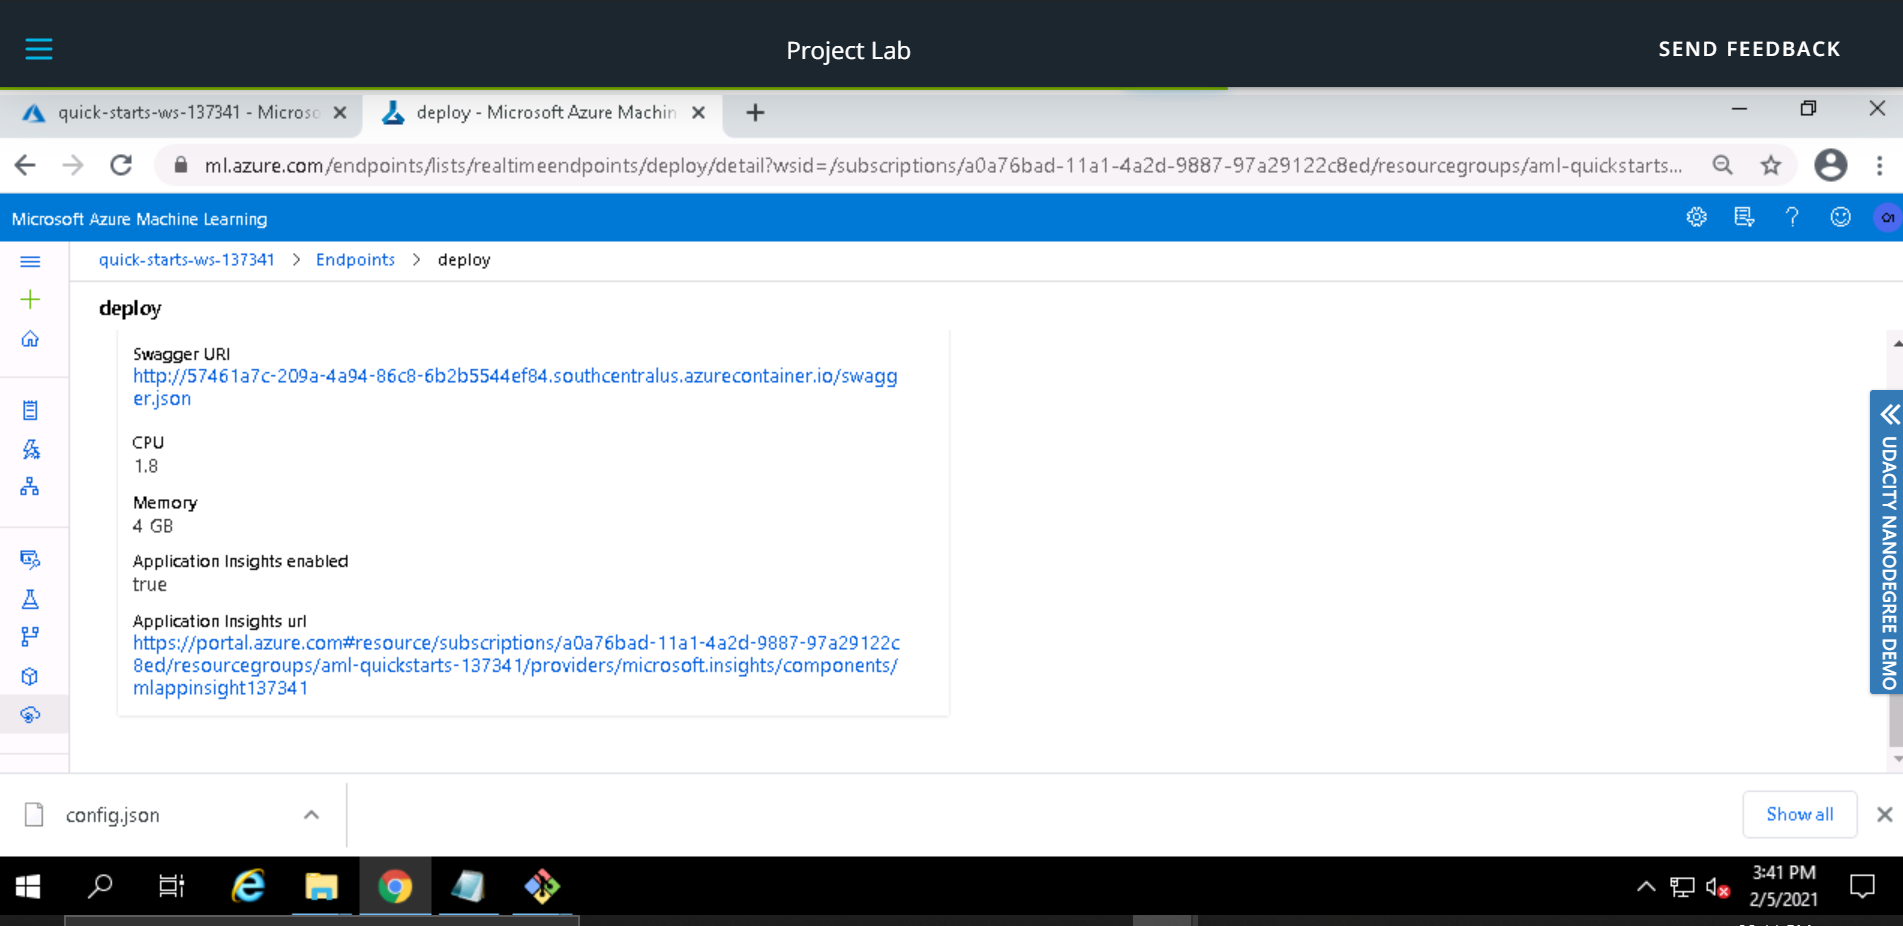 Project Lab
SEND FEEDBACK
quick-starts-ws-137341 - Microso
deploy - Microsoft Azure Machin
ml.azure.com/endpoints/lists/realtimeendpoints/deploy/detail?wsid=/subscriptions/a0a76bad-11a1-4a2d-9887-97a29122c8ed/resourcegroups/aml-quickstarts...
Microsoft Azure Machine Learning
quick-starts-ws-137341 > Endpoints > deploy
deploy
Swagger URI
http://57461a7c-209a-4a94-86c8-6b2b5544ef84.southcentralus.azurecontainer.io/swagg
er.json
CPU
1.8
Memory
4 GB
Application Insights enabled
true
Application Insights url
https://portal.azure.com#resource/subscriptions/a0a76bad-11a1-4a2d-9887-97a29122c
8ed/resourcegroups/aml-quickstarts-137341/providers/microsoft.insights/components/
mlappinsight137341
UDACITY NANODEGREE DEMO
config.json
Show all
3:41 PM
2/5/2021